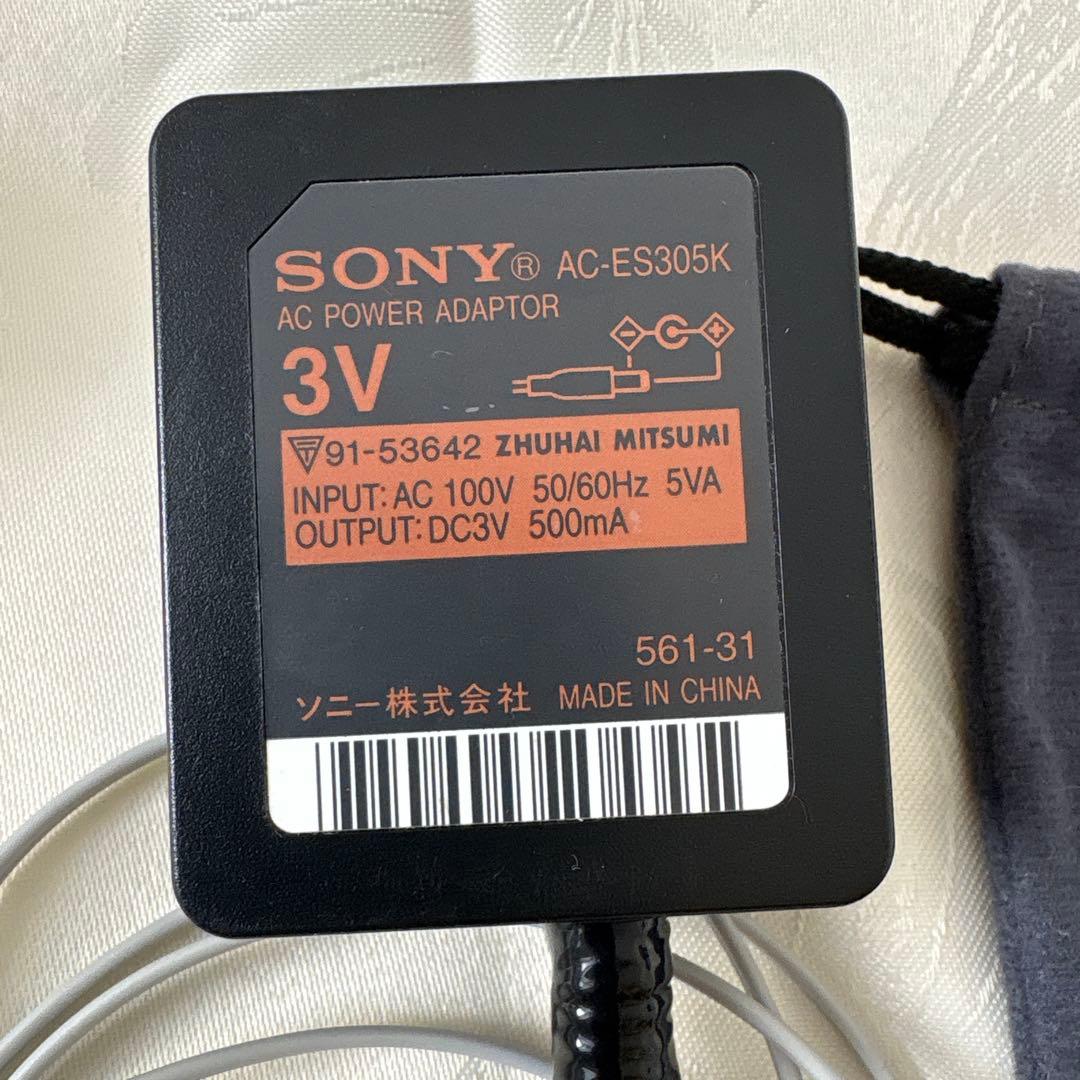 SONY® AC-ES305K
AC POWER ADAPTOR
3V
91-53642 ZHUHAI MITSUMI
INPUT: AC 100V 50/60Hz 5VA
OUTPUT: DC3V 500mA
561-31
ソニー株式会社 MADE IN CHINA